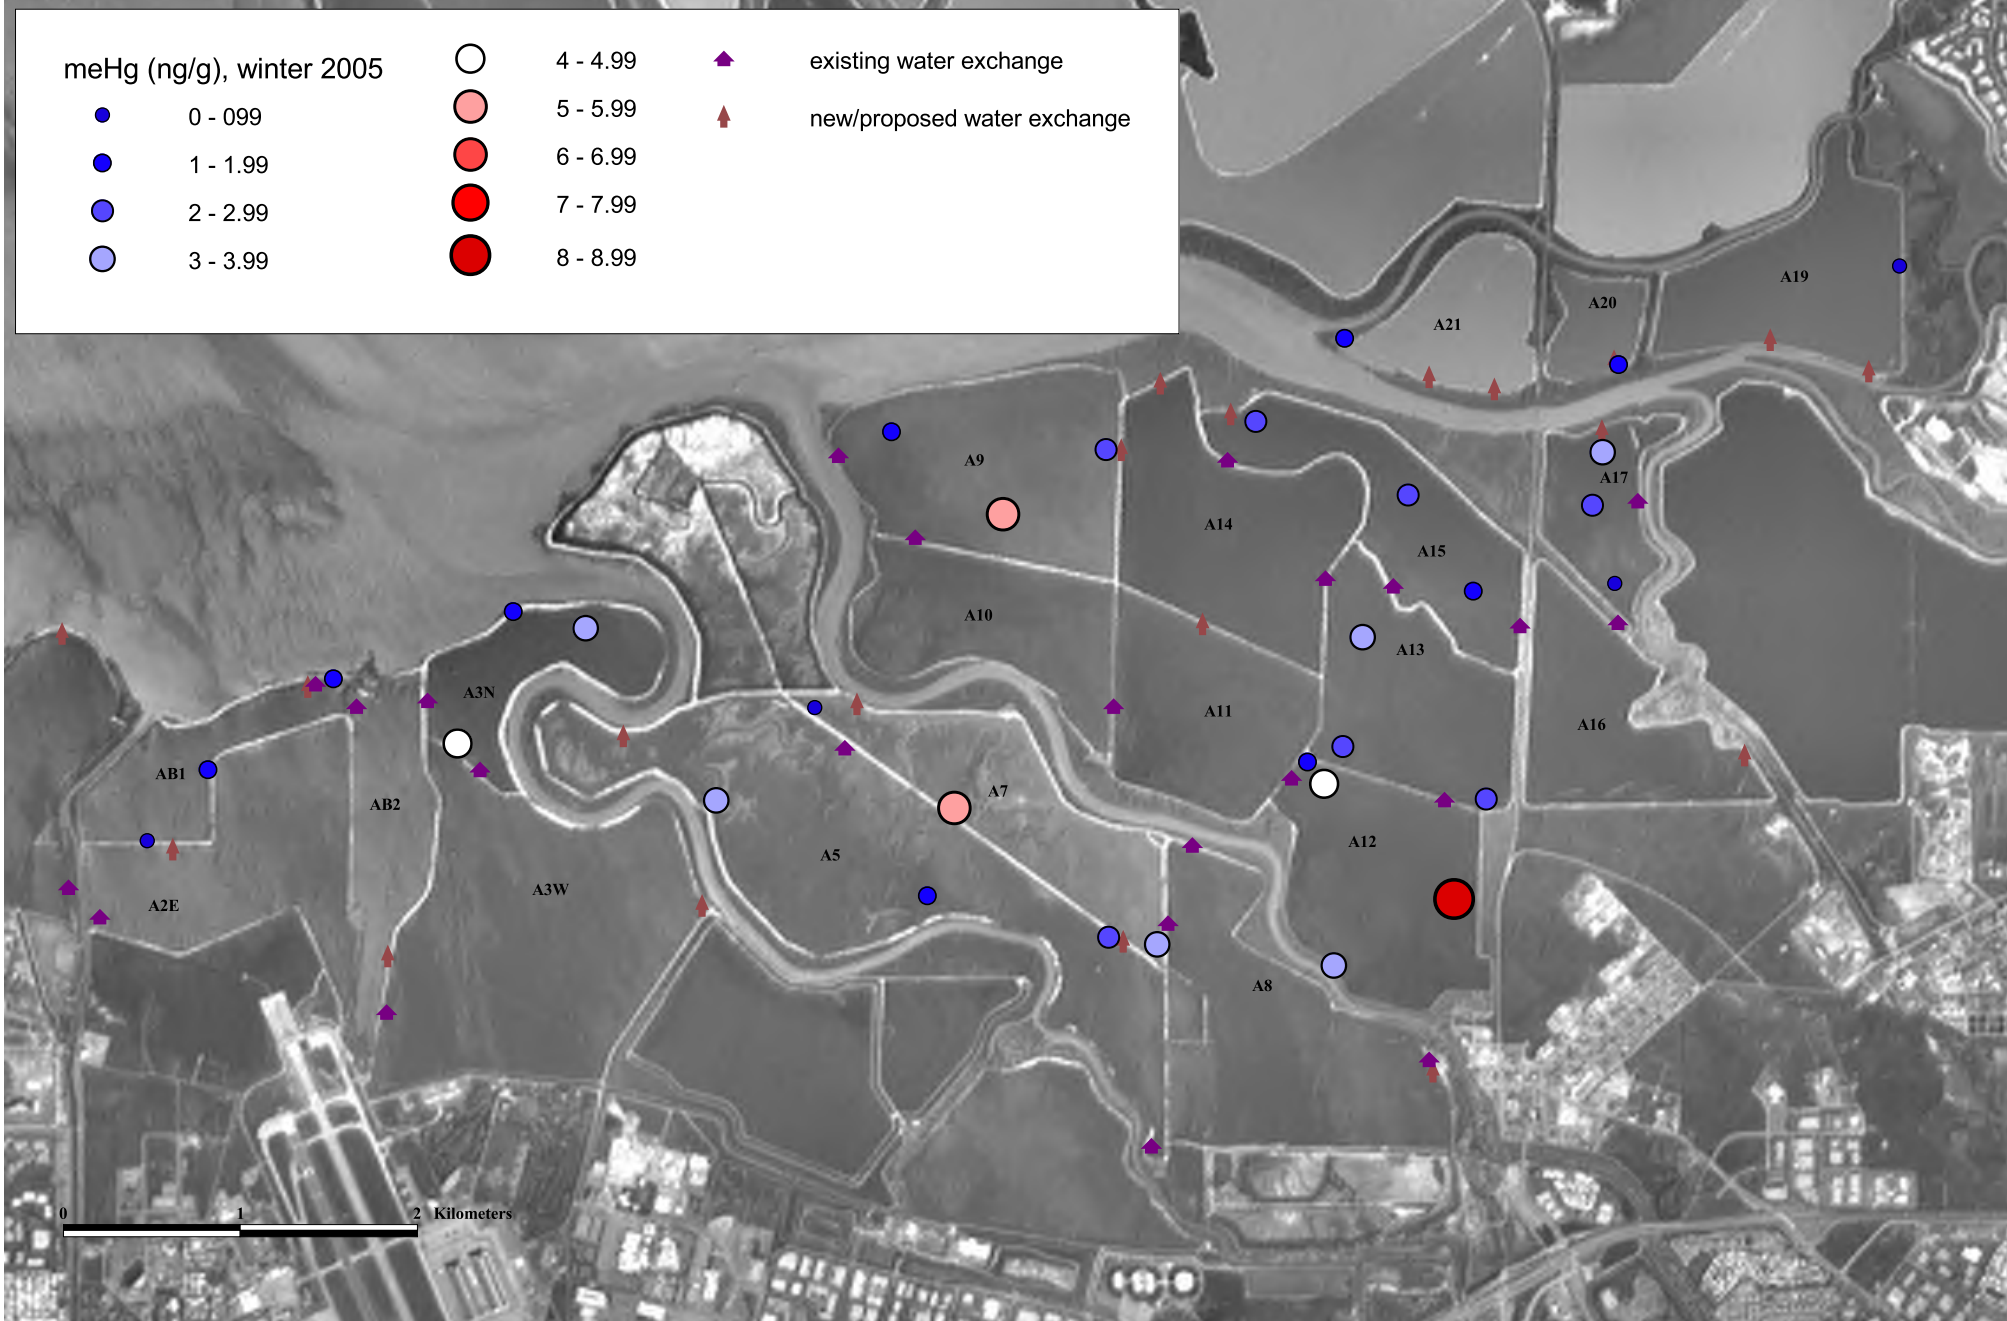 meHg (ng/g), winter 2005
0 - 099
1 - 1.99
2 - 2.99
3 - 3.99
4 - 4.99
5 - 5.99
6 - 6.99
7 - 7.99
8 - 8.99
existing water exchange
new/proposed water exchange
A19
A20
A21
A9
A17
A14
A15
A10
A13
A3N
A11
A16
AB1
A7
AB2
A12
A5
A3W
A2E
A8
0 1 2 Kilometers